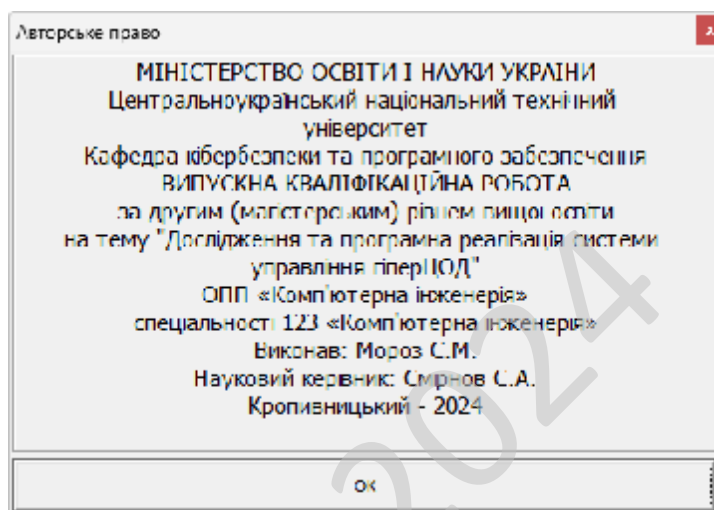 Авторське право
МІНІСТЕРСТВО ОСВІТИ І НАУКИ УКРАЇНИ
Центральноукраїнський національний технічний
університет
Кафедра кібербезпеки та програмного забезпечення
ВИПУСКНА КВАЛІФІКАЦІЙНА РОБОТА
за другим (магістерським) рівнем вищої освіти
на тему "Дослідження та програмна реалізація системи
управління гіперЦОД"
ОПП «Комп'ютерна інженерія»
спеціальності 123 «Комп'ютерна інженерія»
Виконав: Мороз С.М.
Науковий керівник: Смірнов С.А.
Кропивницький - 2024
ОК
2024